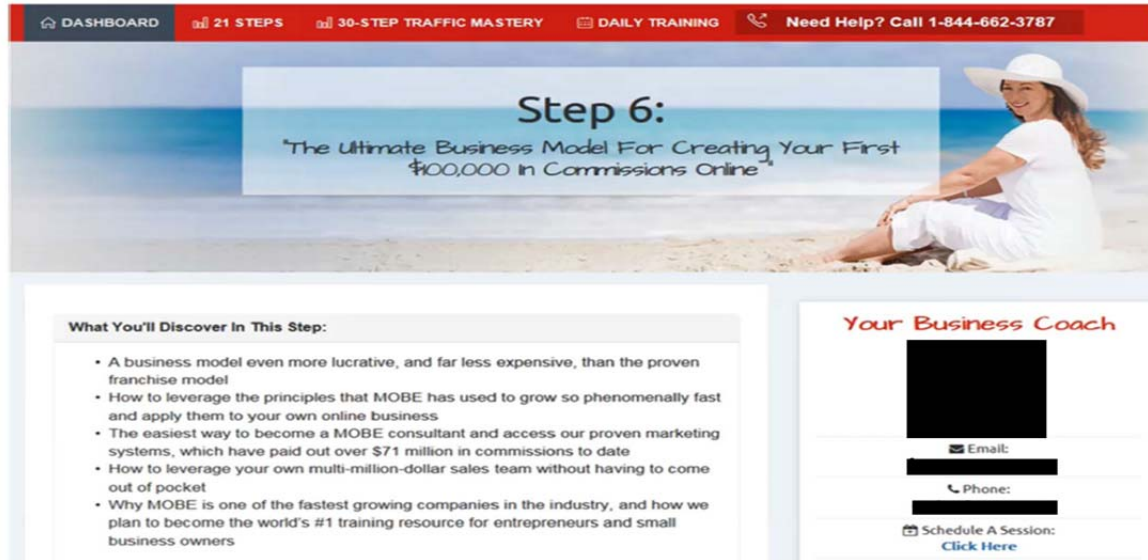 DASHBOARD 21 STEPS 30-STEP TRAFFIC MASTERY DAILY TRAINING Need Help? Call 1-844-662-3787
Step 6:
"The Ultimate Business Model For Creating Your First
$100,000 In Commissions Online"
What You'll Discover In This Step:
• A business model even more lucrative, and far less expensive, than the proven
franchise model
• How to leverage the principles that MOBE has used to grow so phenomenally fast
and apply them to your own online business
• The easiest way to become a MOBE consultant and access our proven marketing
systems, which have paid out over $71 million in commissions to date
• How to leverage your own multi-million-dollar sales team without having to come
out of pocket
• Why MOBE is one of the fastest growing companies in the industry, and how we
plan to become the world's #1 training resource for entrepreneurs and small
business owners
Your Business Coach
Email:
Phone:
Schedule A Session:
Click Here